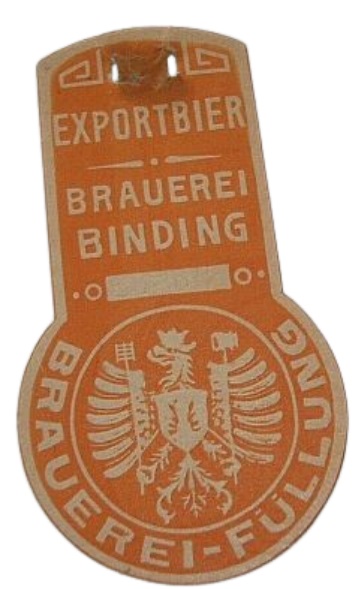 EXPORTBIER
BRAUEREI
BINDING
BRAUEREI-FÜLLUNG